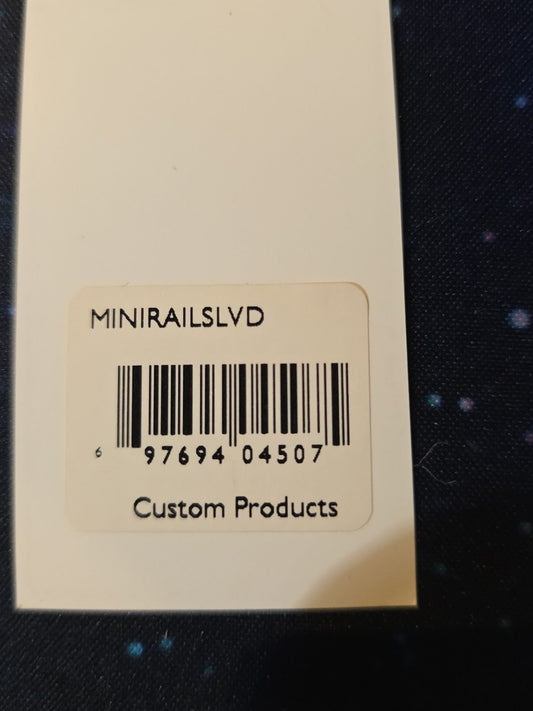 MINIRAILSLVD
6 97694 04507
Custom Products